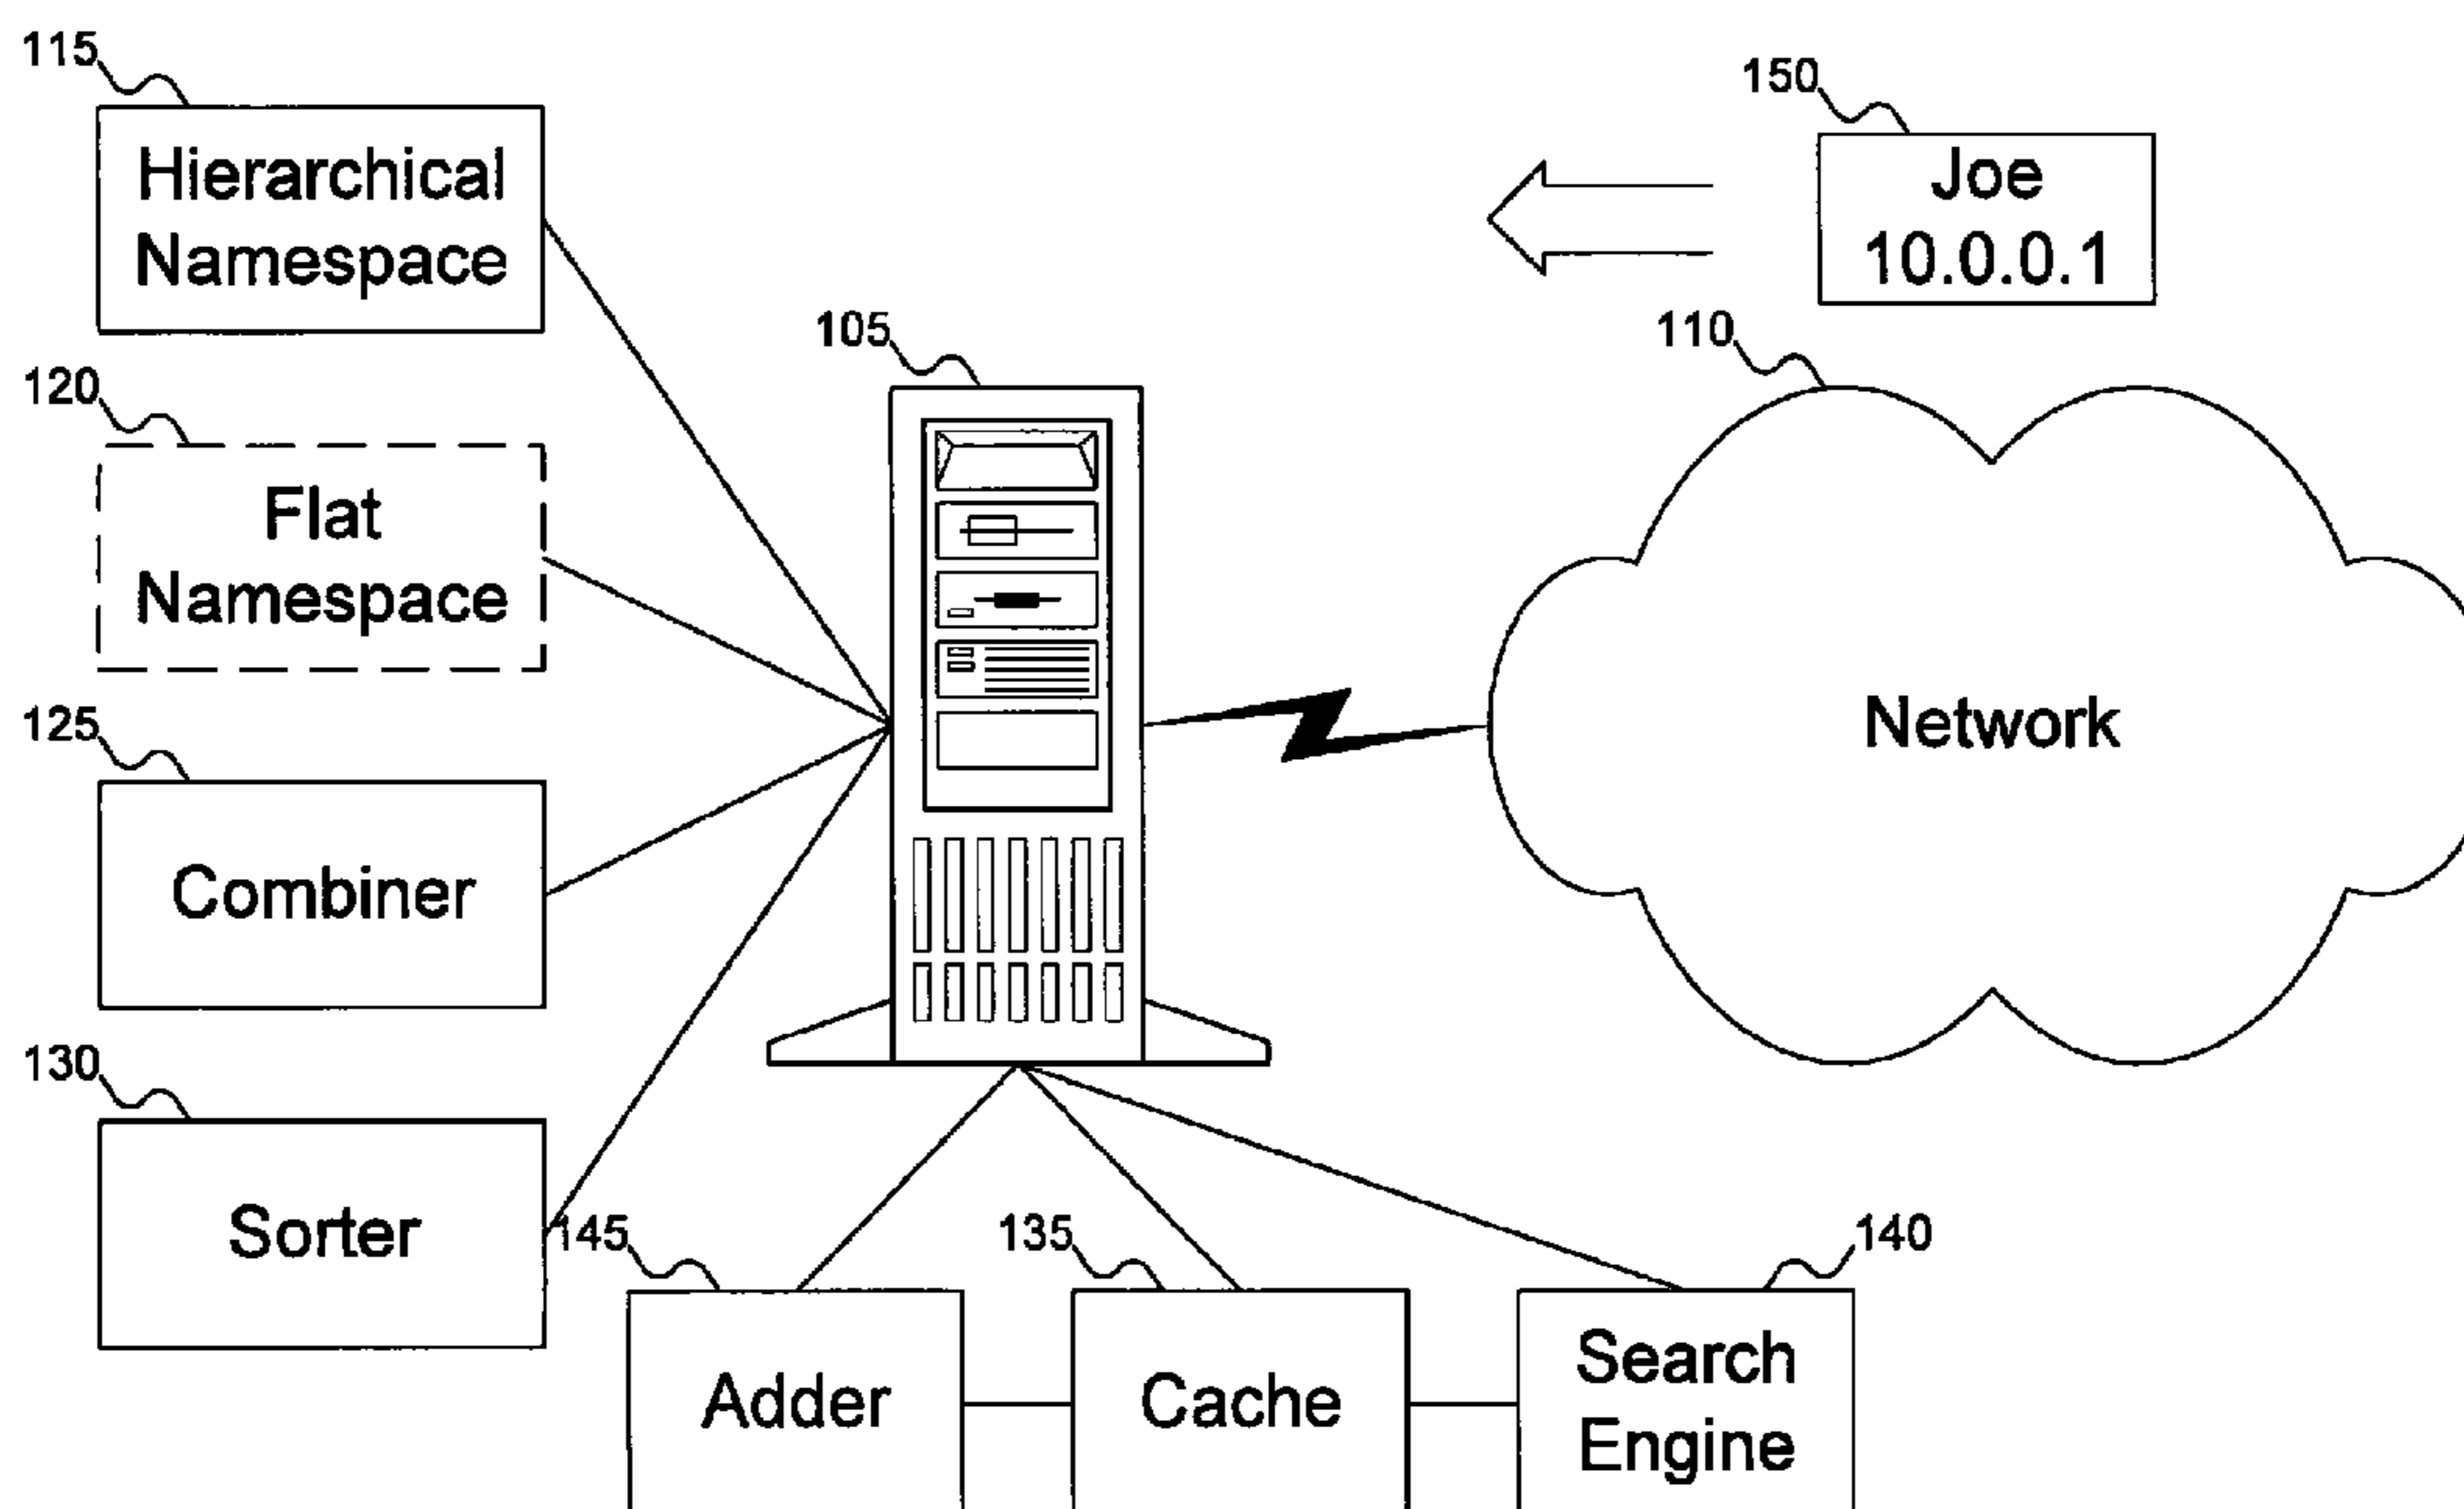 115
Hierarchical
Namespace
150
Joe
10.0.0.1
105
110
120
Flat
Namespace
Network
125
Combiner
130
Sorter
145
135
140
Adder
Cache
Search
Engine